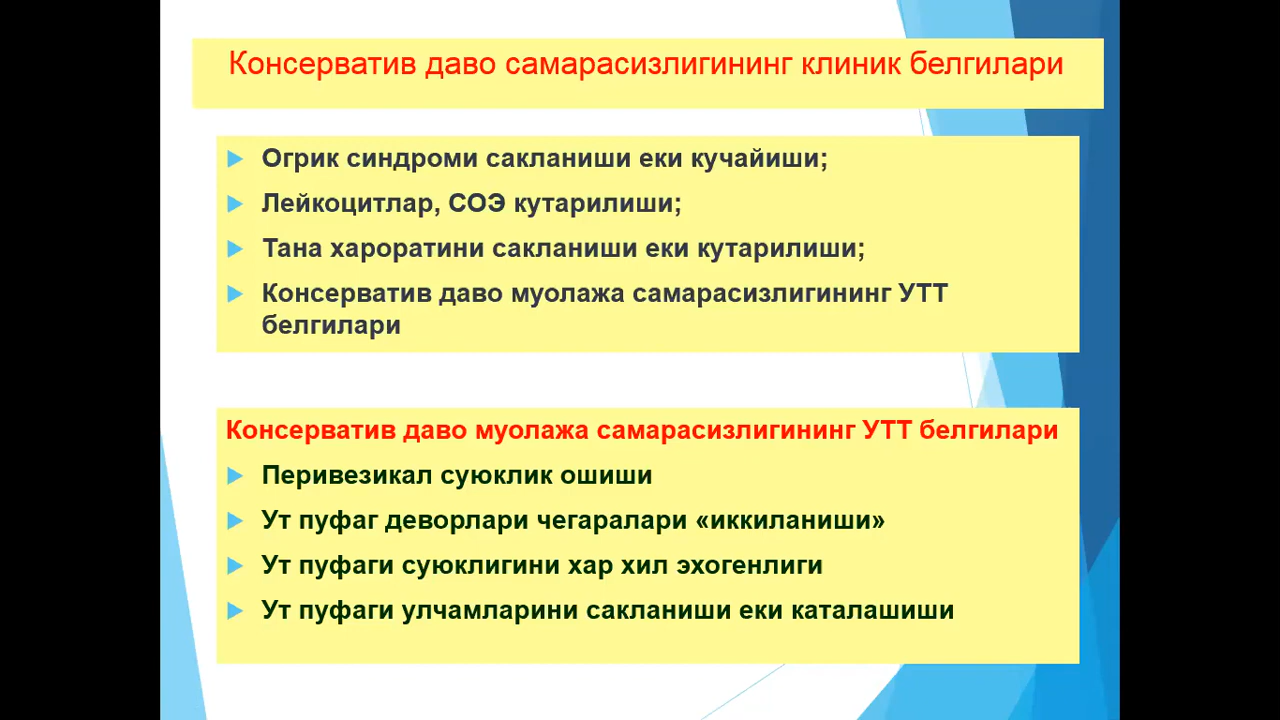 Консерватив даво самарасизлигининг клиник белгилари
Огрик синдроми сакланиши еки кучайиши;
Лейкоцитлар, СОЭ кутарилиши;
Тана хароратини сакланиши еки кутарилиши;
Консерватив даво муолажа самарасизлигининг УТТ
белгилари
Консерватив даво муолажа самарасизлигининг УТТ белгилари
Перивезикал суюклик ошиши
Ут пуфаг деворлари чегаралари «иккиланиши»
Ут пуфаги суюклигини хар хил эхогенлиги
Ут пуфаги улчамларини сакланиши еки каталашиши